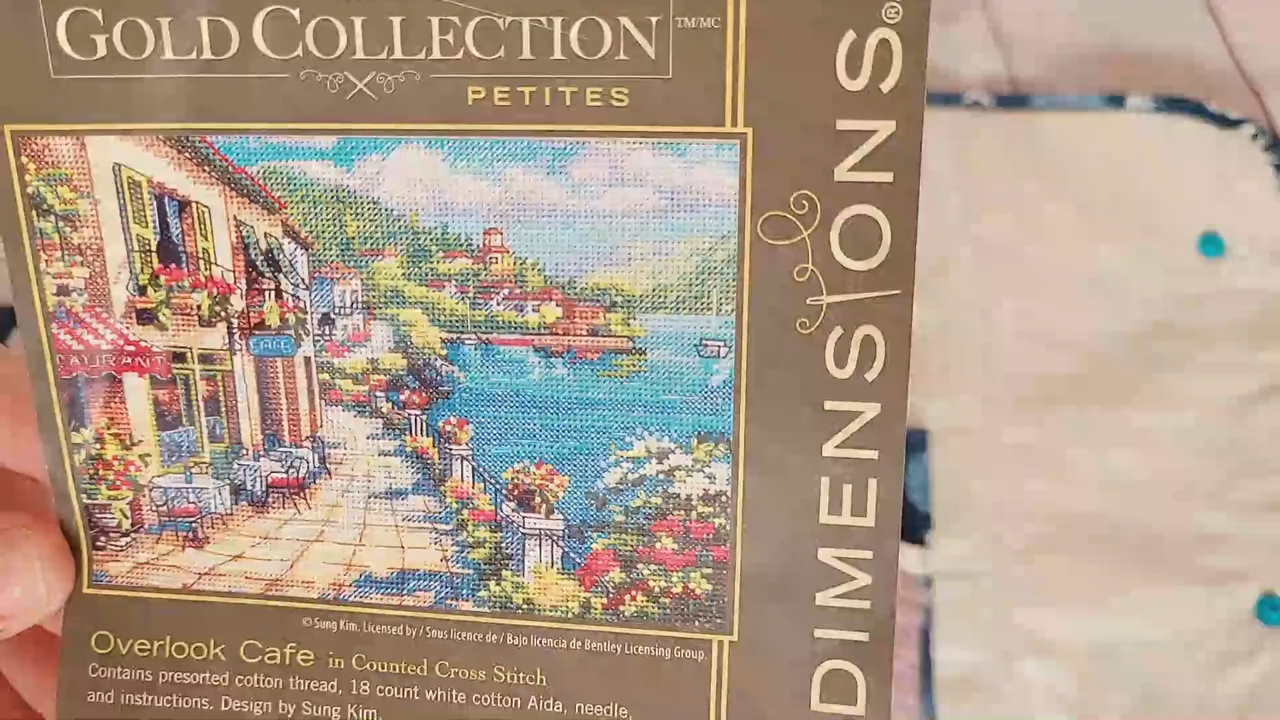 GOLD COLLECTION TM/MC
PETITES
DIMENSIONS®
TAURANT
CAFE
© Sung Kim. Licensed by / Sous licence de / Bajo licencia de Bentley Licensing Group.
Overlook Cafe in Counted Cross Stitch
Contains presorted cotton thread, 18 count white cotton Aida, needle,
and instructions. Design by Sung Kim.